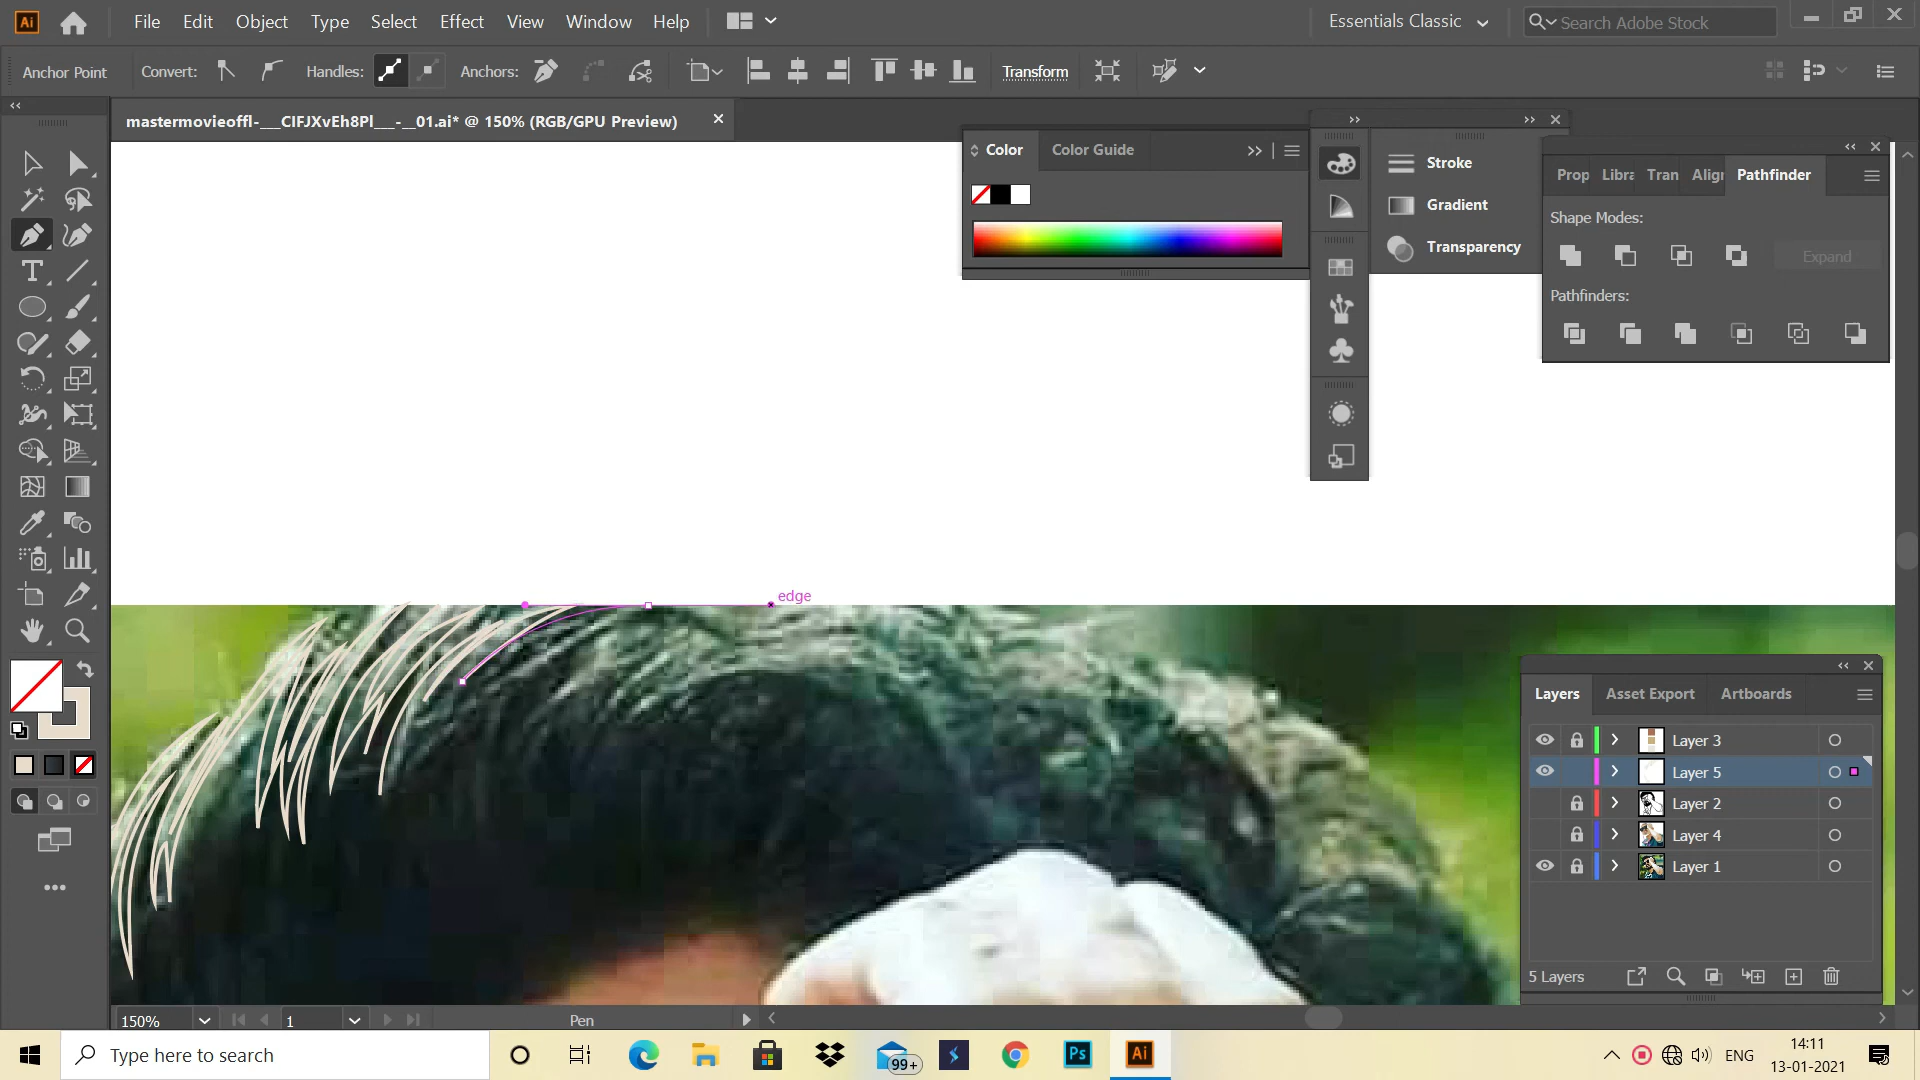 Ai File Edit Object Type Select Effect View Window Help Essentials Classic Search Adobe Stock
Anchor Point Convert: Handles: Anchors: Transform
mastermovieoffl-___CIFJXvEh8Pl___-__01.ai* @ 150% (RGB/GPU Preview)
Color Color Guide
Stroke
Gradient
Transparency
Prop Libra Tran Align Pathfinder
Shape Modes:
Expand
Pathfinders:
edge
Layers Asset Export Artboards
Layer 3
Layer 5
Layer 2
Layer 4
Layer 1
5 Layers
150% 1 Pen
Type here to search
99+
Ps
Ai
ENG
14:11
13-01-2021